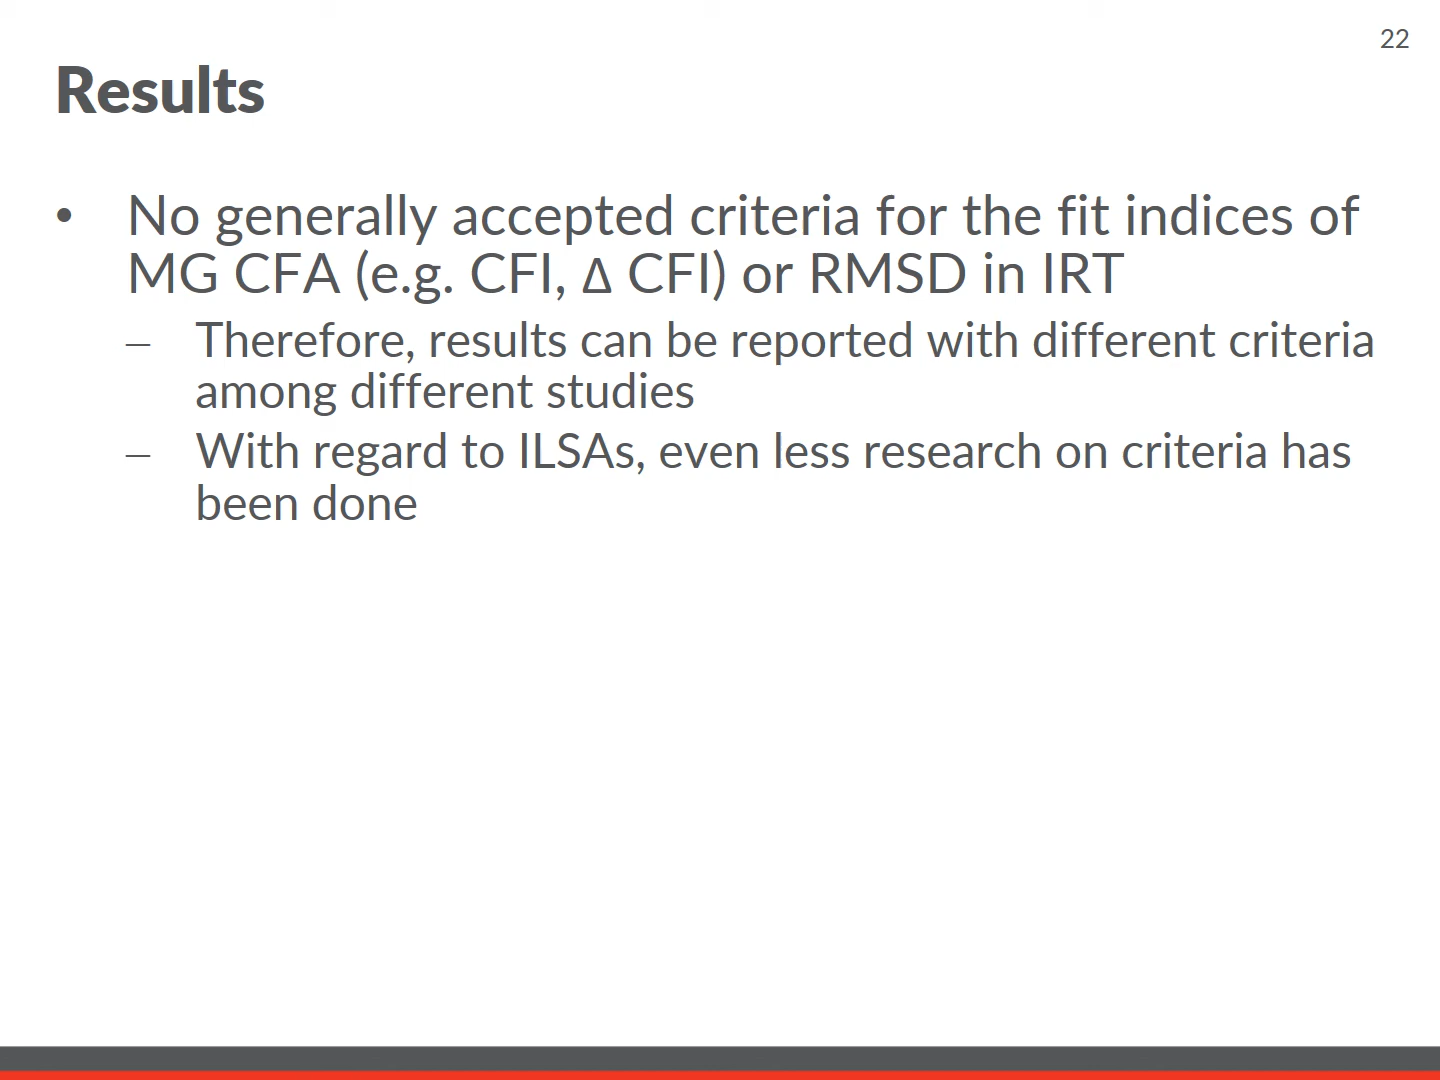 22
Results
• No generally accepted criteria for the fit indices of
MG CFA (e.g. CFI, Δ CFI) or RMSD in IRT
– Therefore, results can be reported with different criteria
among different studies
– With regard to ILSAs, even less research on criteria has
been done